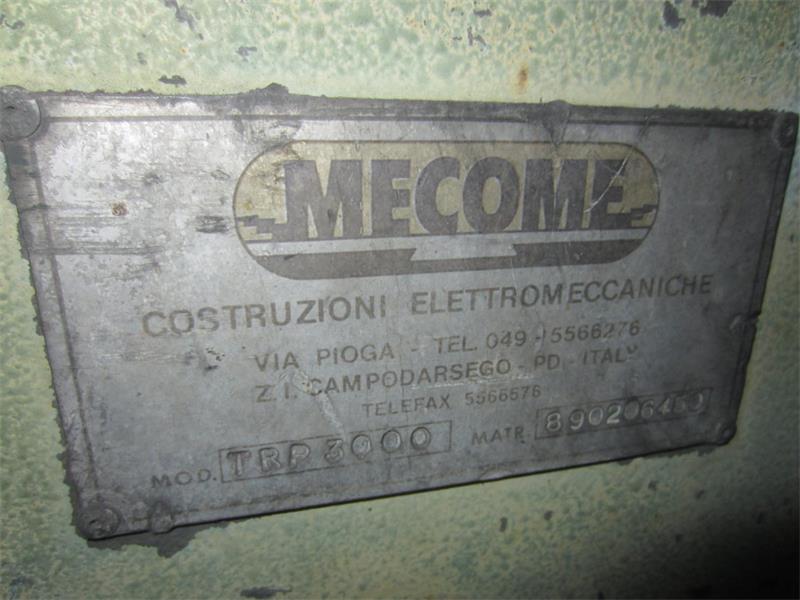 MECOME
COSTRUZIONI ELETTROMECCANICHE
VIA PIOGA - TEL. 049 - 5566276
Z.I. CAMPODARSEGO - PD - ITALY
TELEFAX 5566576
MOD. TRP 3000 MATR.